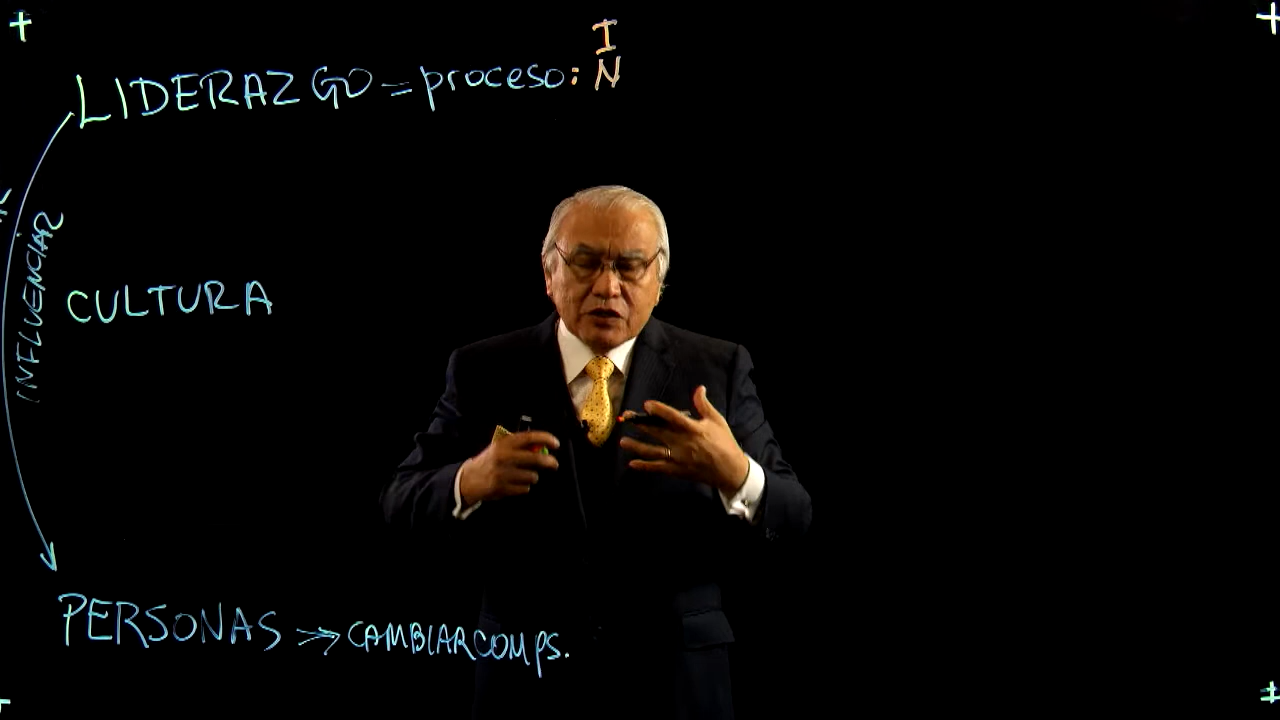 I
LIDERAZGO = proceso: N
INFLUENCIAR
CULTURA
PERSONAS ->> CAMBIAR COMPS.